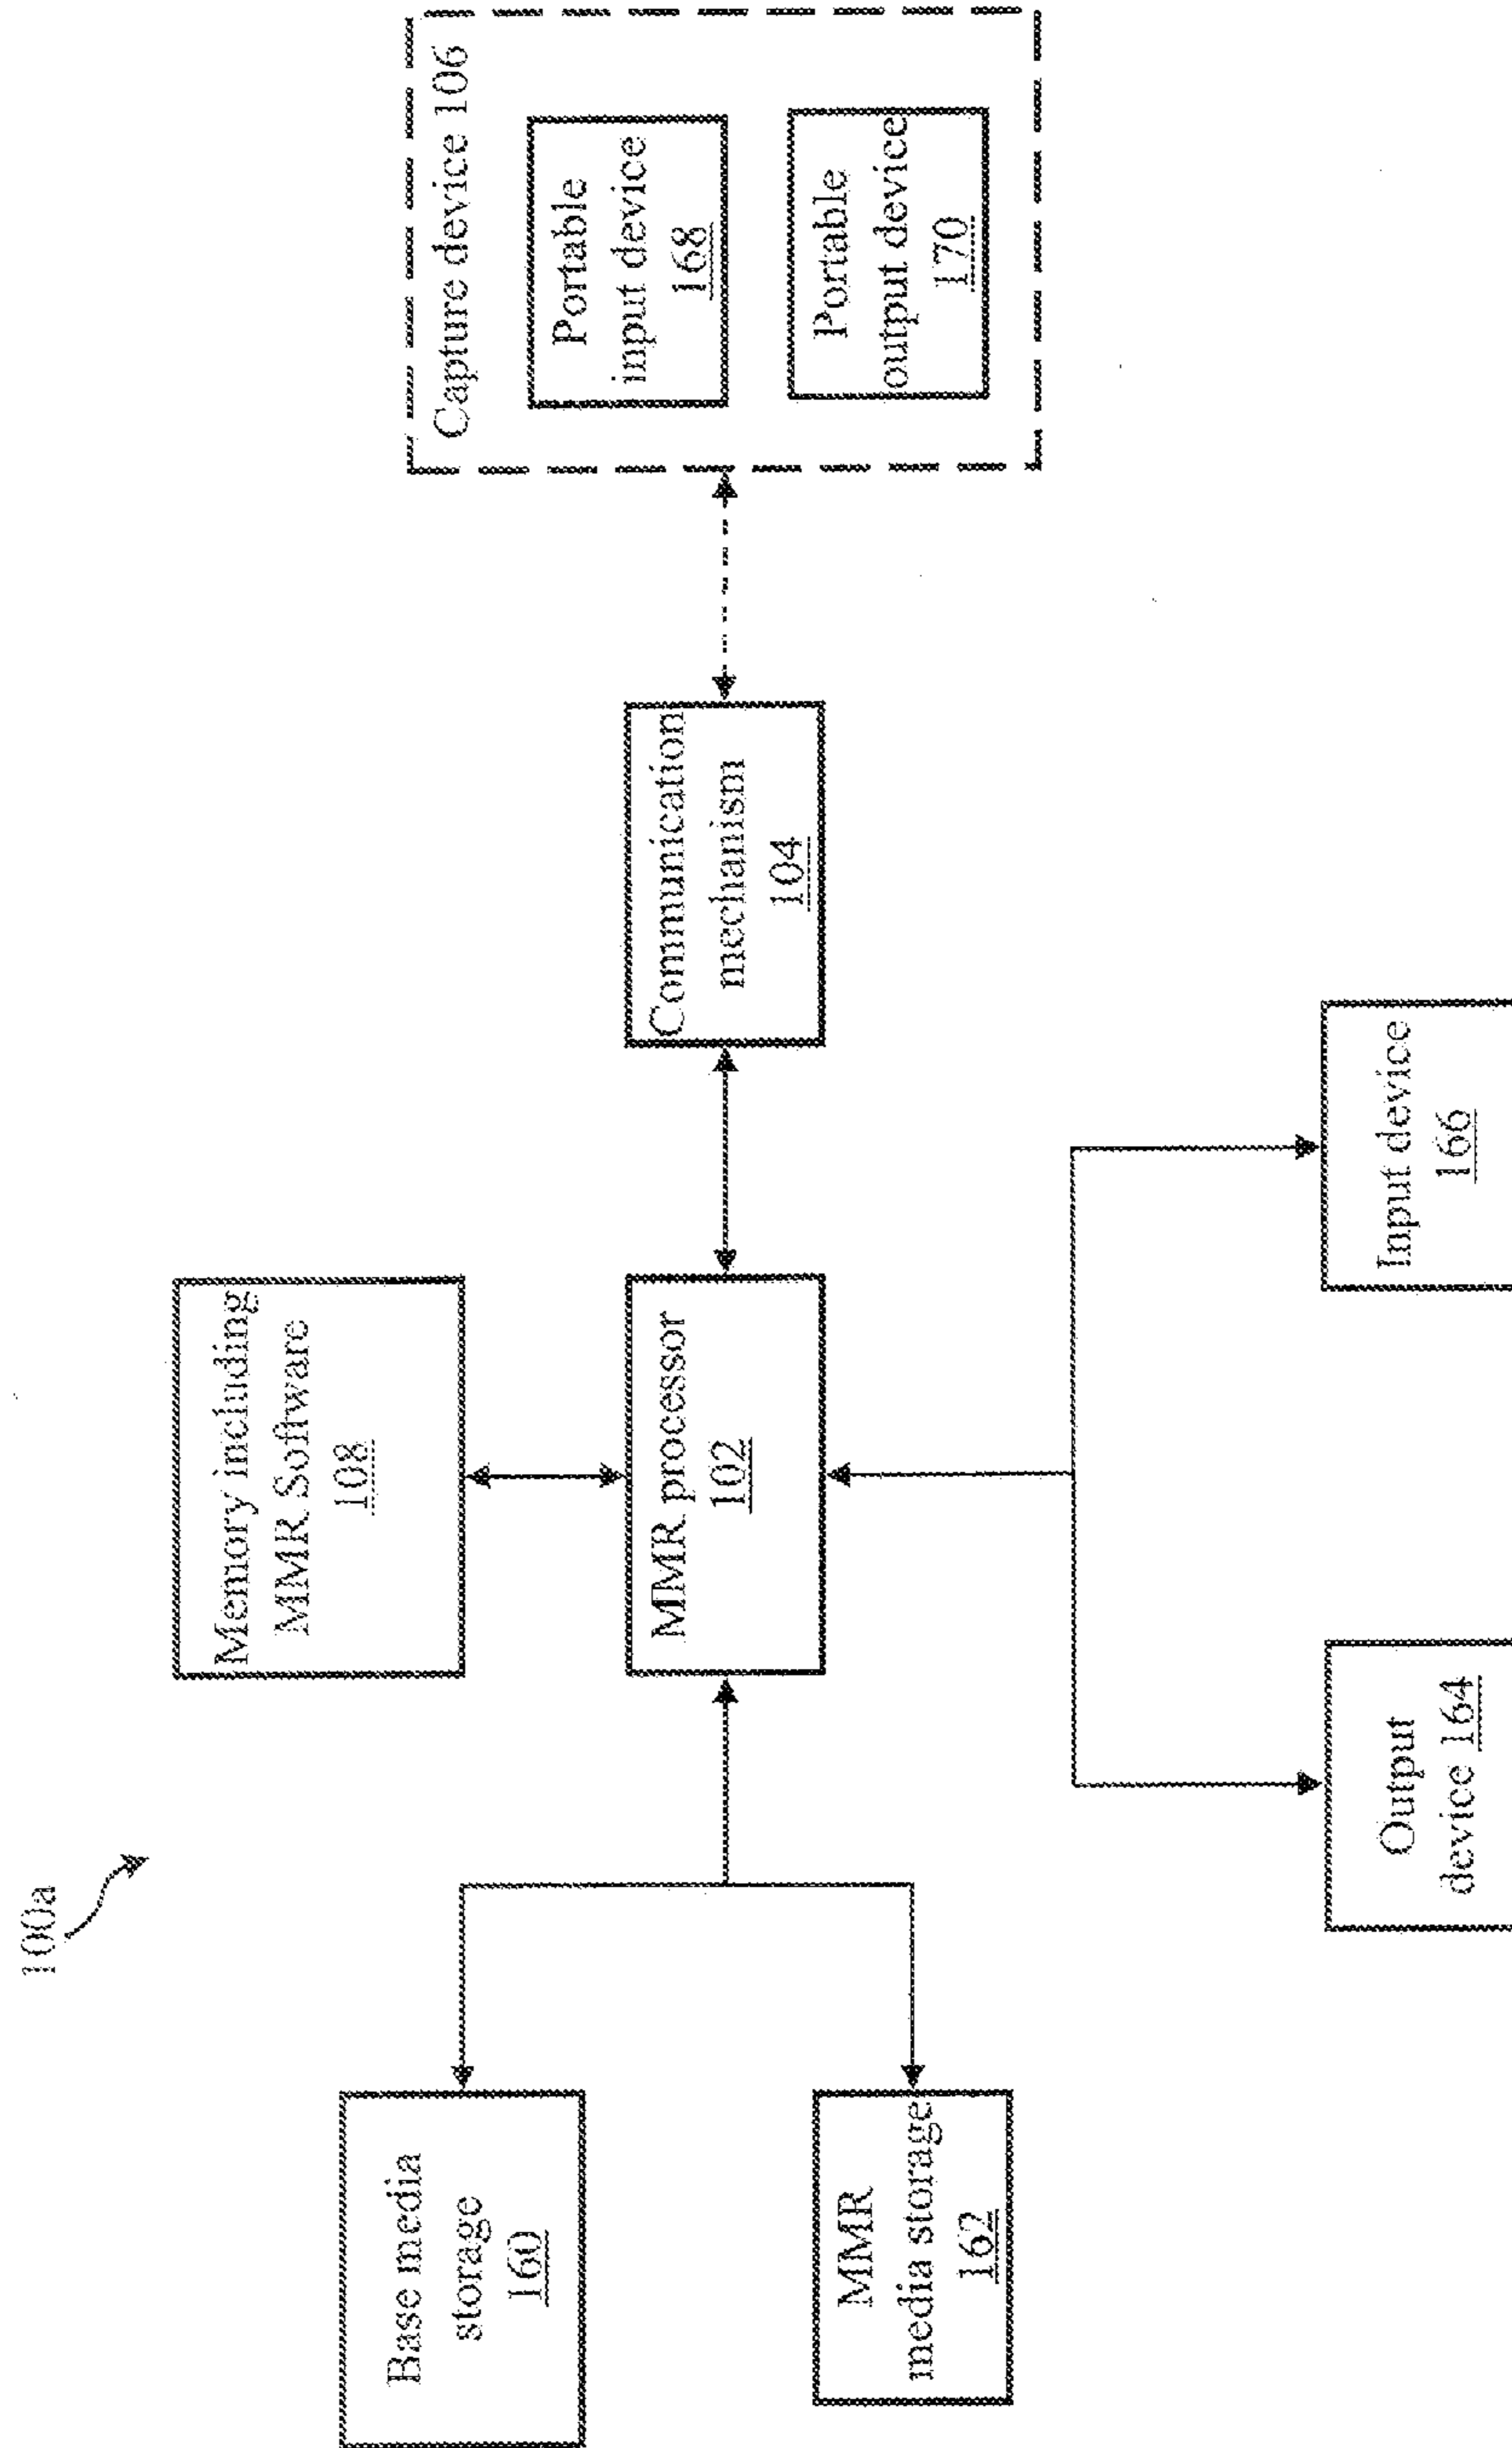 100a
Base media
storage
160
MMR
media storage
162
Memory including
MMR Software
108
MMR processor
102
Output
device 164
Input device
166
Communication
mechanism
104
Capture device 106
Portable
input device
168
Portable
output device
170